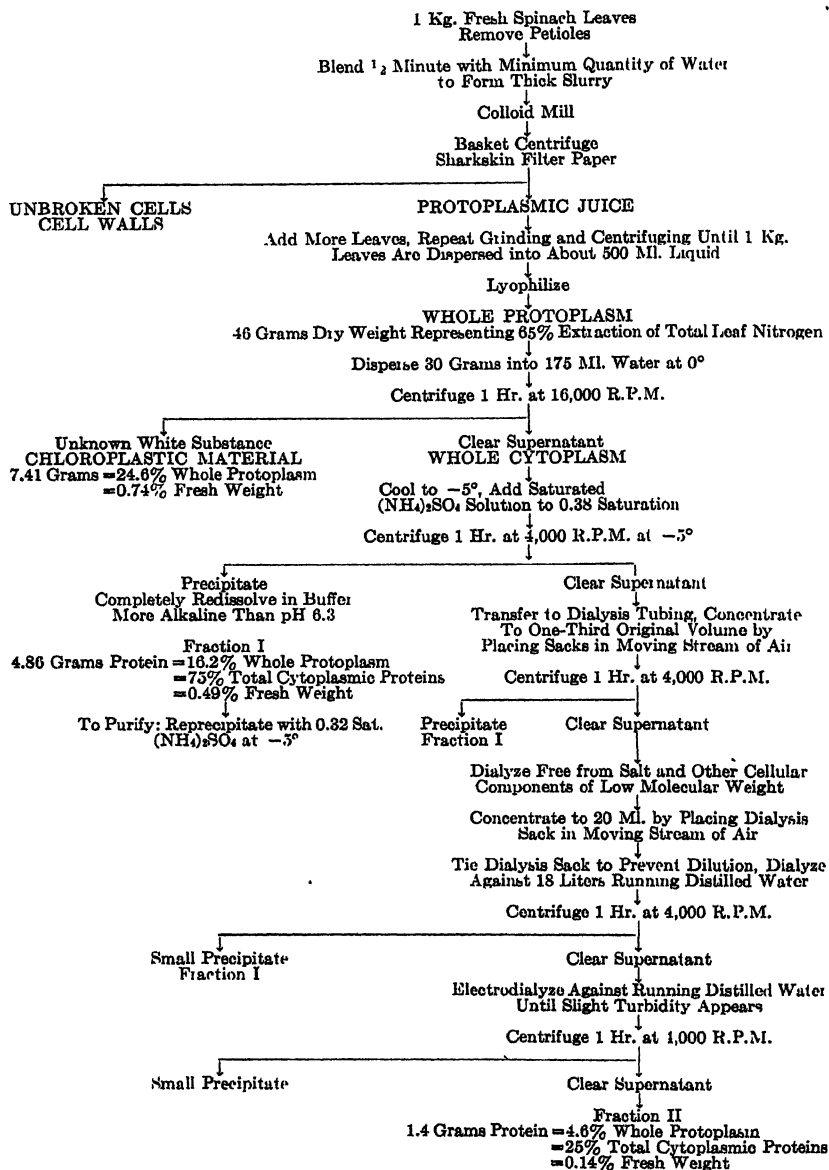 1 Kg. Fresh Spinach Leaves
Remove Petioles
Blend 1/2 Minute with Minimum Quantity of Water
to Form Thick Slurry
Colloid Mill
Basket Centrifuge
Sharkskin Filter Paper
UNBROKEN CELLS
CELL WALLS
PROTOPLASMIC JUICE
Add More Leaves, Repeat Grinding and Centrifuging Until 1 Kg.
Leaves Are Dispersed into About 500 Ml. Liquid
Lyophilize
WHOLE PROTOPLASM
46 Grams Dry Weight Representing 65% Extraction of Total Leaf Nitrogen
Disperse 30 Grams into 175 Ml. Water at 0°
Centrifuge 1 Hr. at 16,000 R.P.M.
Unknown White Substance
CHLOROPLASTIC MATERIAL
7.41 Grams = 24.6% Whole Protoplasm
= 0.74% Fresh Weight
Clear Supernatant
WHOLE CYTOPLASM
Cool to −5°, Add Saturated
(NH₄)₂SO₄ Solution to 0.38 Saturation
Centrifuge 1 Hr. at 4,000 R.P.M. at −5°
Precipitate
Completely Redissolve in Buffer
More Alkaline Than pH 6.3
Fraction I
4.86 Grams Protein = 16.2% Whole Protoplasm
= 75% Total Cytoplasmic Proteins
= 0.49% Fresh Weight
To Purify: Reprecipitate with 0.32 Sat.
(NH₄)₂SO₄ at −5°
Clear Supernatant
Transfer to Dialysis Tubing, Concentrate
To One-Third Original Volume by
Placing Sacks in Moving Stream of Air
Centrifuge 1 Hr. at 4,000 R.P.M.
Precipitate
Fraction I
Clear Supernatant
Dialyze Free from Salt and Other Cellular
Components of Low Molecular Weight
Concentrate to 20 Ml. by Placing Dialysis
Sack in Moving Stream of Air
Tie Dialysis Sack to Prevent Dilution, Dialyze
Against 18 Liters Running Distilled Water
Centrifuge 1 Hr. at 4,000 R.P.M.
Small Precipitate
Fraction I
Clear Supernatant
Electrodialyze Against Running Distilled Water
Until Slight Turbidity Appears
Centrifuge 1 Hr. at 4,000 R.P.M.
Small Precipitate
Clear Supernatant
Fraction II
1.4 Grams Protein = 4.6% Whole Protoplasm
= 25% Total Cytoplasmic Proteins
= 0.14% Fresh Weight